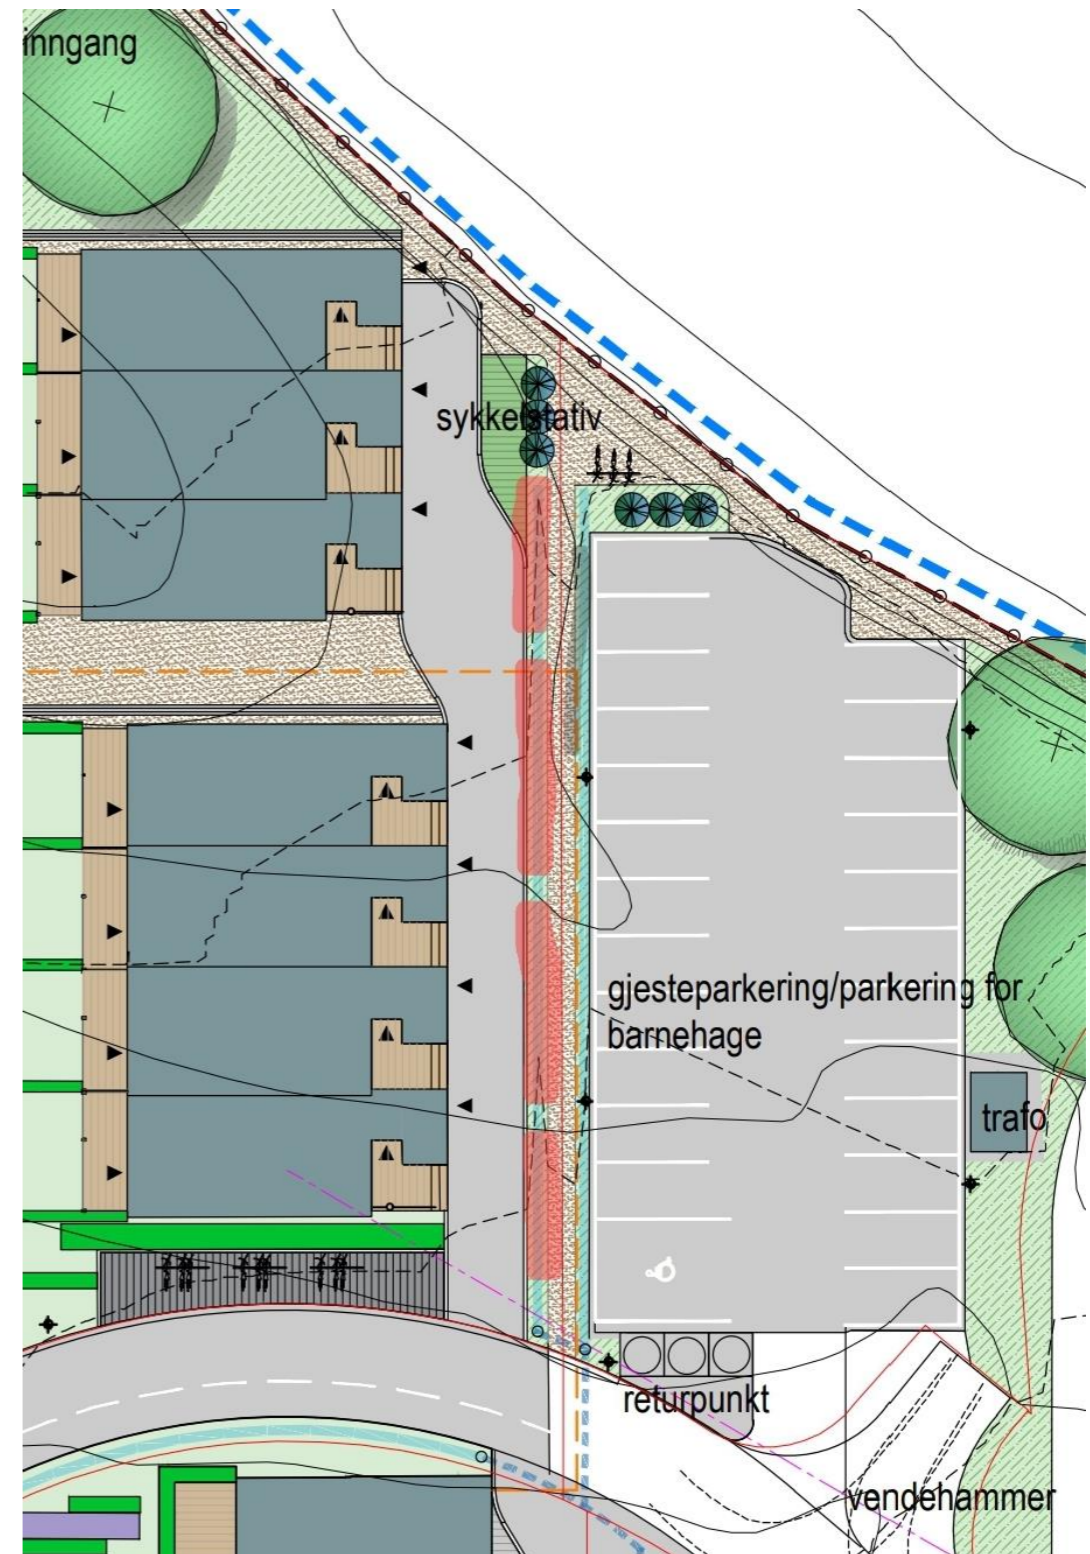 inngang
sykkelstativ
gjesteparkering/parkering for
barnehage
trafo
returpunkt
vendehammer